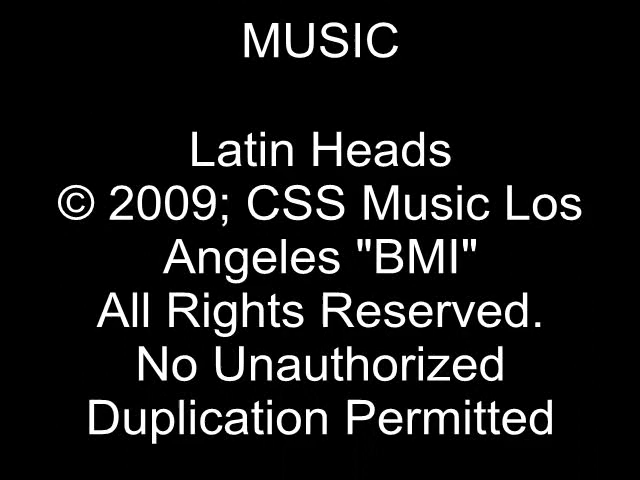 MUSIC
Latin Heads
© 2009; CSS Music Los
Angeles "BMI"
All Rights Reserved.
No Unauthorized
Duplication Permitted